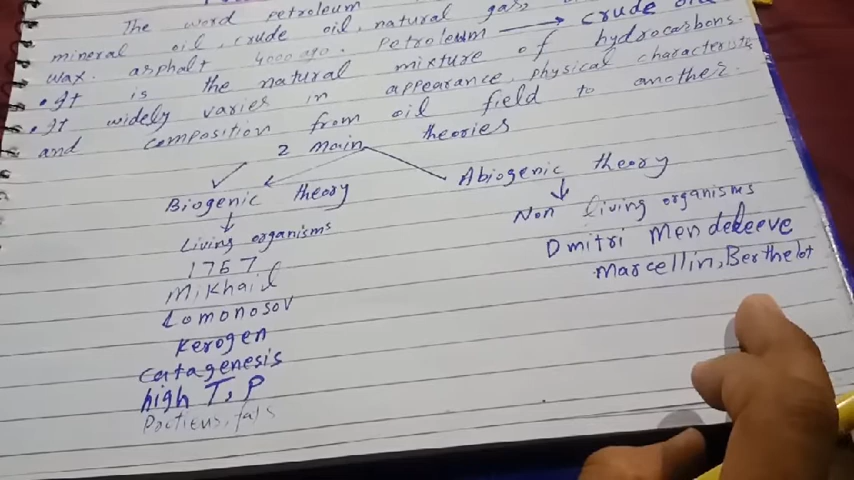 The word petroleum
mineral oil, crude oil, natural gas
wax. asphalt 4000 ago. Petroleum → crude oil
• It is the natural mixture of hydrocarbons.
• It widely varies in appearance, physical characteristic
and composition from oil field to another.
2 main theories
Biogenic theory
Living organisms
1757
Mikhail
Lomonosov
Kerogen
Catagenesis
high T, P
Abiogenic theory
Non living organisms
Dmitri Mendeleeve
Marcellin, Berthelot